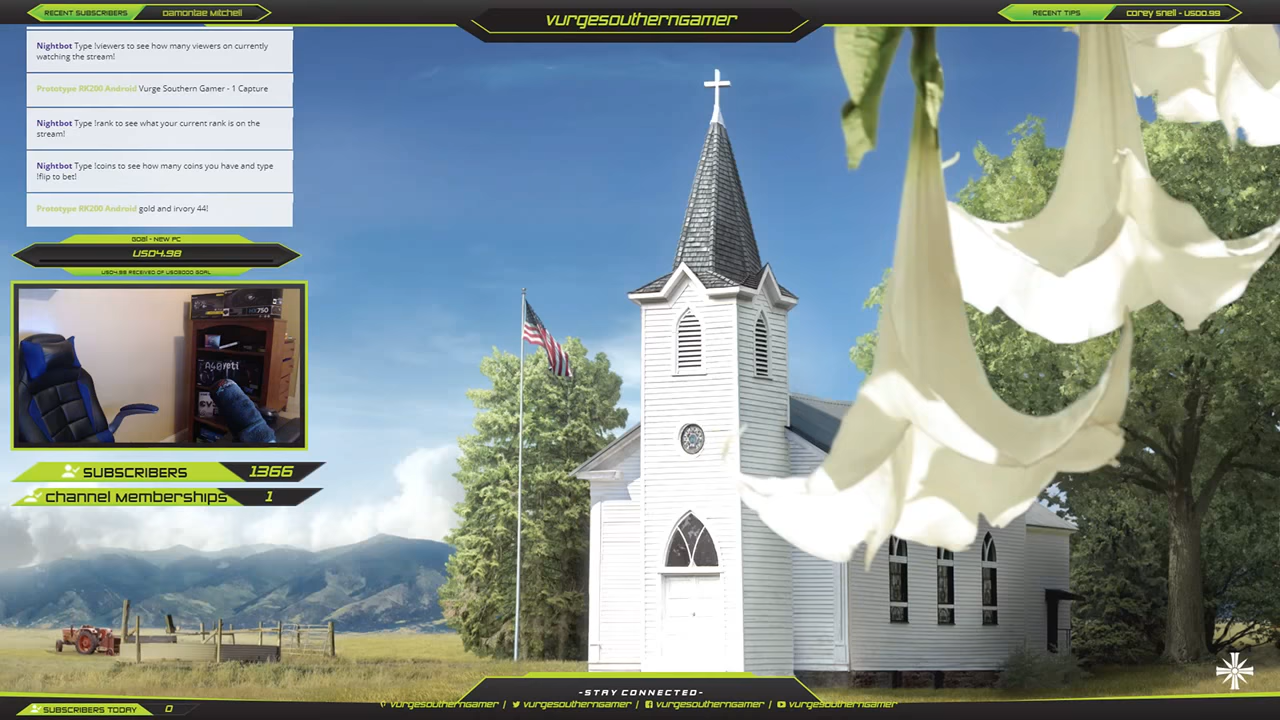 RECENT SUBSCRIBERS
Damontae Mitchell
vurgesoutherngamer
RECENT TIPS
corey snell - USD0.99
Nightbot Type !viewers to see how many viewers on currently
watching the stream!
Prototype RK200 Android Vurge Southern Gamer - 1 Capture
Nightbot Type !rank to see what your current rank is on the
stream!
Nightbot Type !coins to see how many coins you have and type
!flip to bet!
Prototype RK200 Android gold and irvory 44!
GOAL - NEW PC
USD4.98
USD4.98 RECEIVED OF USD3000 GOAL
SUBSCRIBERS
1366
channel memberships
1
-STAY CONNECTED-
vurgesoutherngamer | vurgesoutherngamer | vurgesoutherngamer | vurgesoutherngamer
SUBSCRIBERS TODAY
0